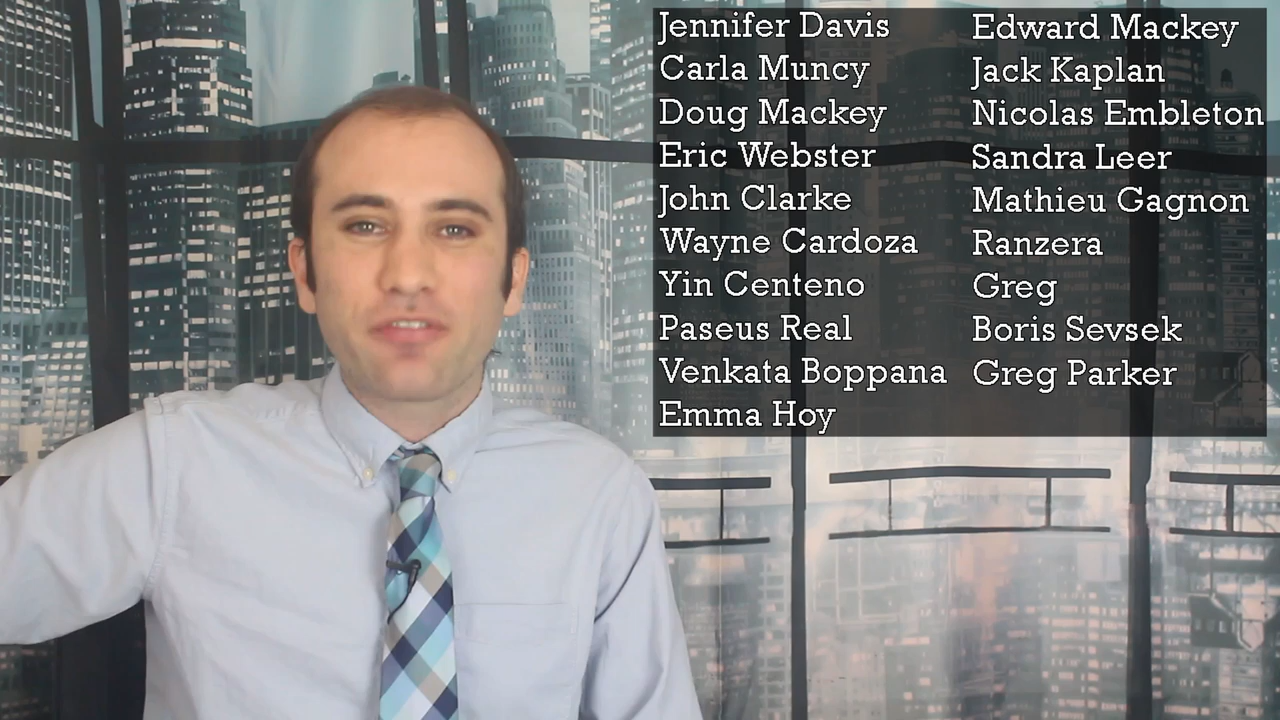 Jennifer Davis
Carla Muncy
Doug Mackey
Eric Webster
John Clarke
Wayne Cardoza
Yin Centeno
Paseus Real
Venkata Boppana
Emma Hoy
Edward Mackey
Jack Kaplan
Nicolas Embleton
Sandra Leer
Mathieu Gagnon
Ranzera
Greg
Boris Sevsek
Greg Parker